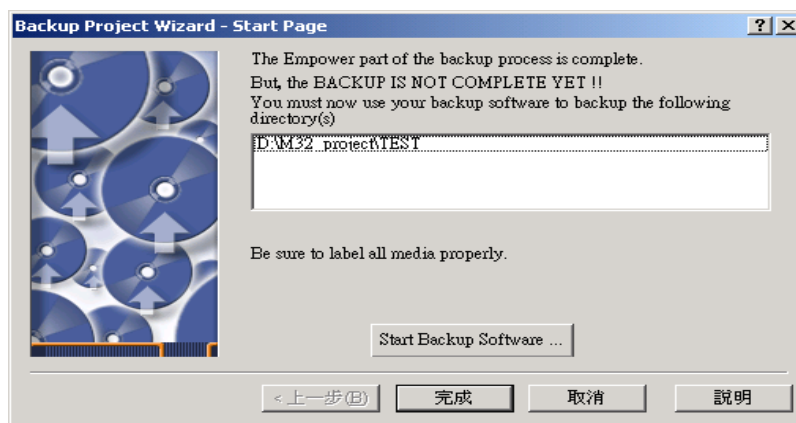 Backup Project Wizard - Start Page
The Empower part of the backup process is complete.
But, the BACKUP IS NOT COMPLETE YET !!
You must now use your backup software to backup the following
directory(s)
D:\M32_project\TEST
Be sure to label all media properly.
Start Backup Software ...
<上一步(B)
完成
取消
說明